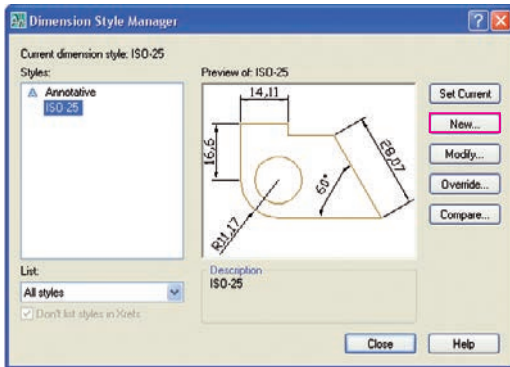 Dimension Style Manager
Current dimension style: ISO-25
Styles:
Annotative
ISO-25
Preview of: ISO-25
14,11
16,6
28,07
60°
R11,17
Set Current
New...
Modify...
Override...
Compare...
List:
All styles
Don't list styles in Xrefs
Description
ISO-25
Close
Help